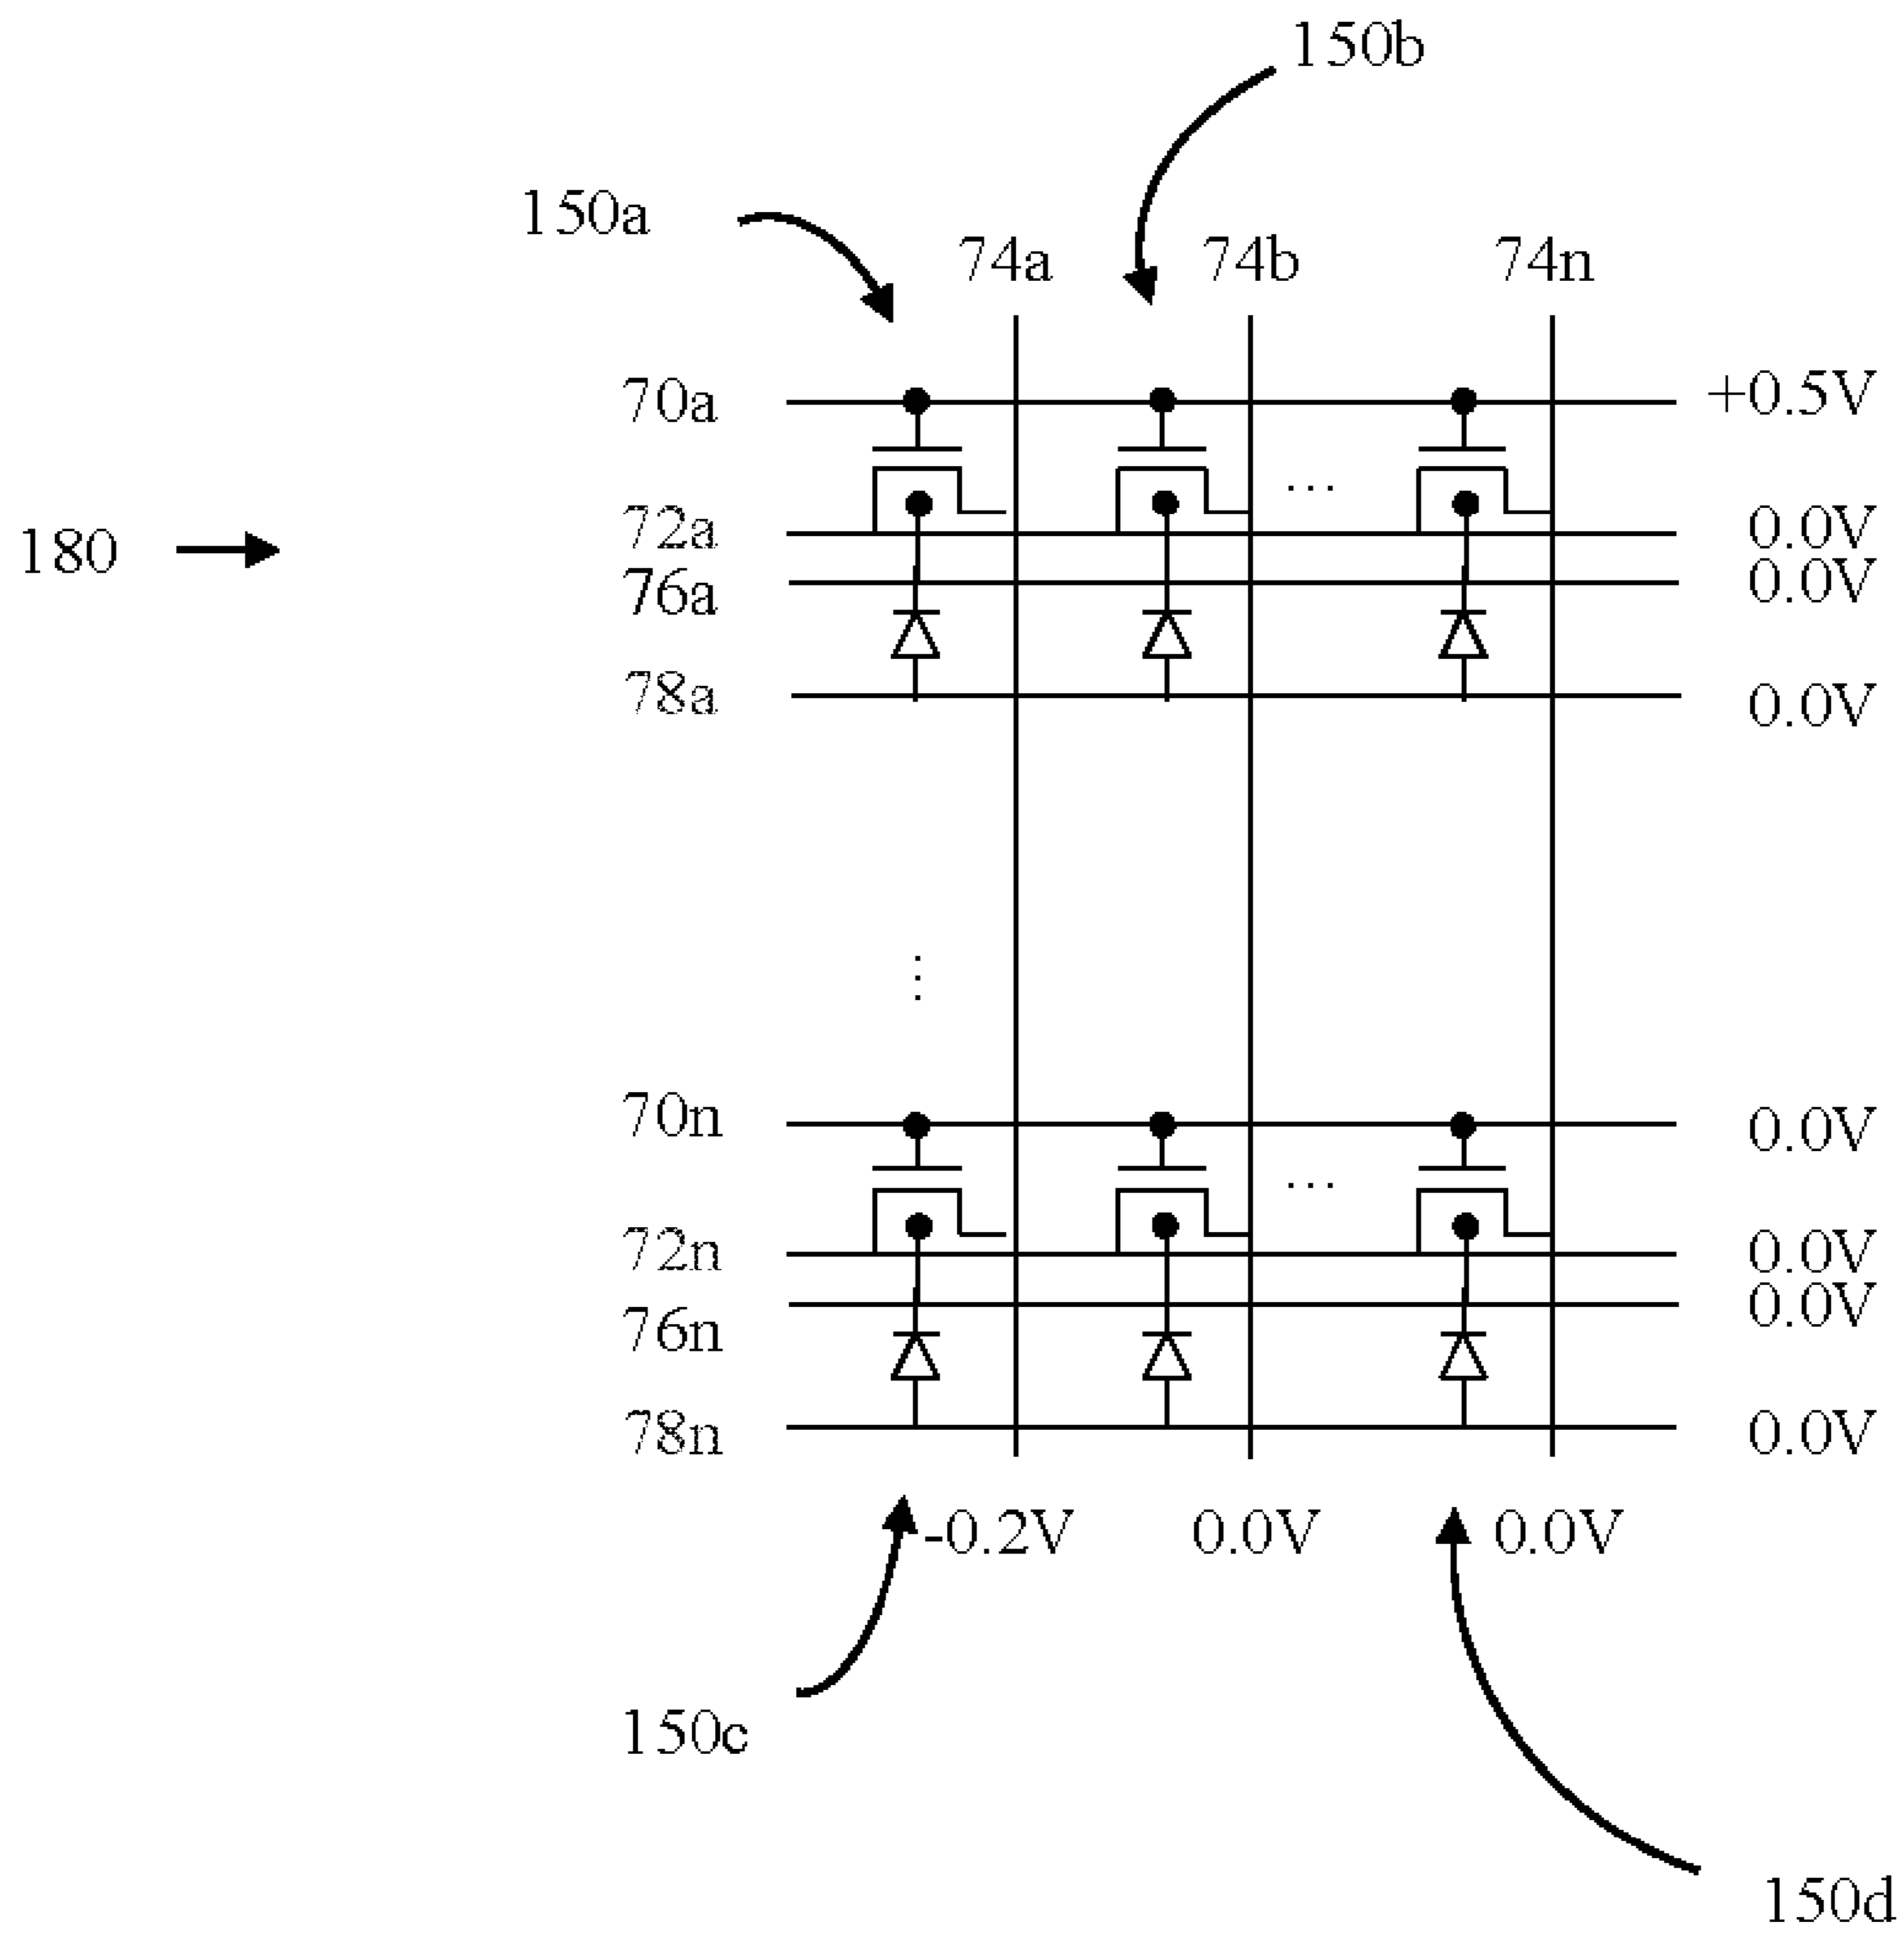 150b
150a
74a 74b 74n
70a +0.5V
...
72a 0.0V
180
76a 0.0V
78a 0.0V
...
70n 0.0V
...
72n 0.0V
76n 0.0V
78n 0.0V
-0.2V 0.0V 0.0V
150c
150d